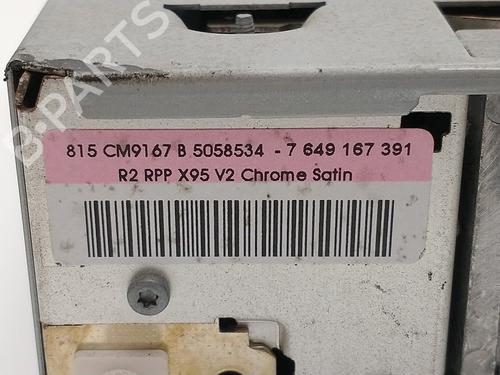 B-PARTS
815 CM9167 B 5058534 - 7 649 167 391
R2 RPP X95 V2 Chrome Satin